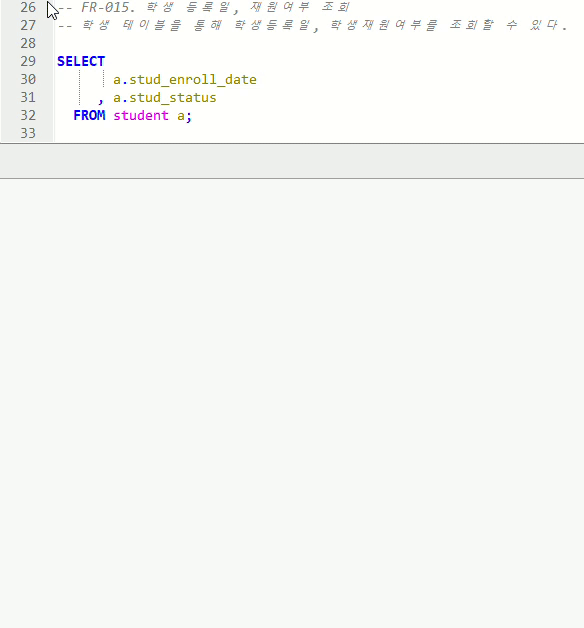 26 -- FR-015. 학생 등록일, 재원여부 조회
27 -- 학생 테이블을 통해 학생등록일, 학생재원여부를 조회할 수 있다.
28
29 SELECT
30 a.stud_enroll_date
31 , a.stud_status
32 FROM student a;
33